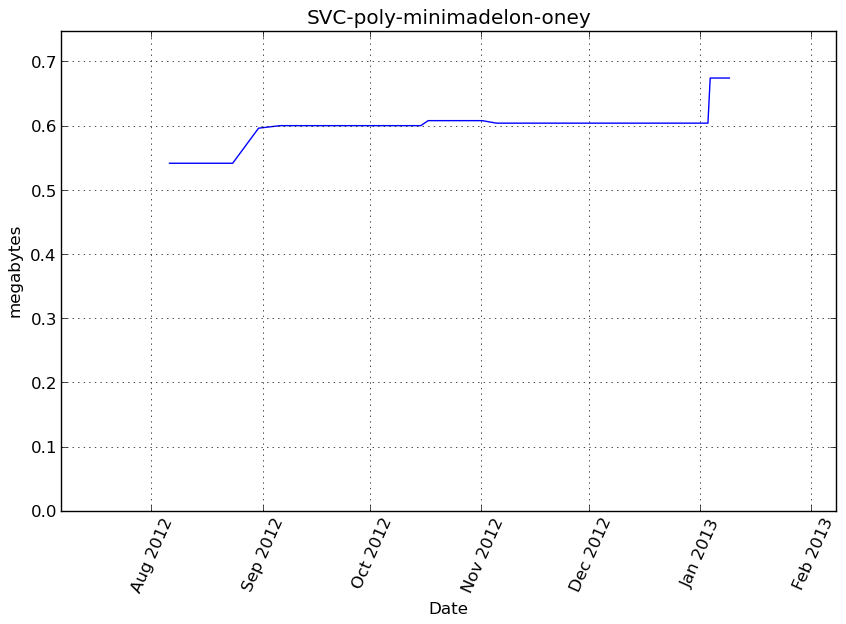 SVC-poly-minimadelon-oney
0.7
0.6
0.5
0.4
0.3
0.2
0.1
0.0
megabytes
Aug 2012
Sep 2012
Oct 2012
Nov 2012
Dec 2012
Jan 2013
Feb 2013
Date